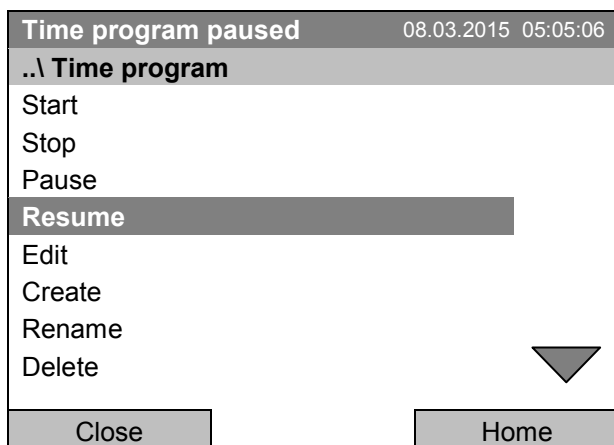 Time program paused 08.03.2015 05:05:06
..\ Time program
Start
Stop
Pause
Resume
Edit
Create
Rename
Delete
Close Home